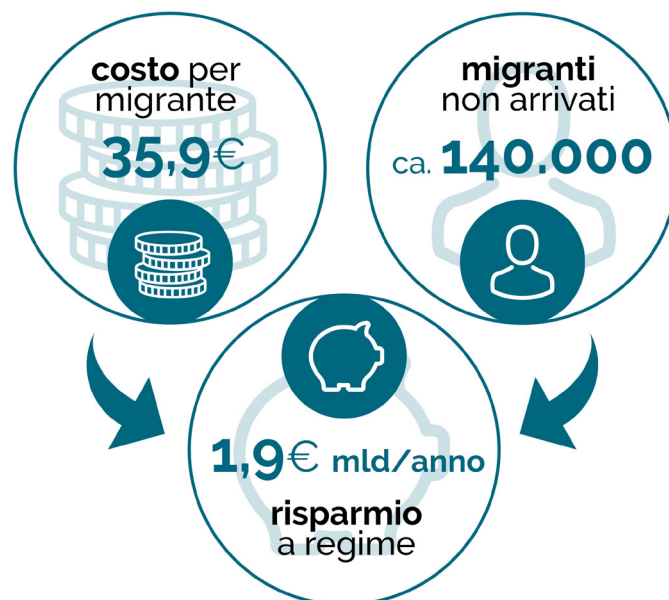 costo per
migrante
35,9€
migranti
non arrivati
ca. 140.000
1,9€ mld/anno
risparmio
a regime